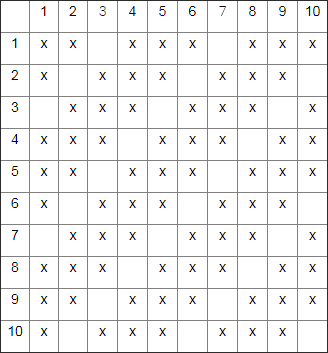 1 2 3 4 5 6 7 8 9 10
1 x x x x x x x x
2 x x x x x x x
3 x x x x x x x
4 x x x x x x x x
5 x x x x x x x x
6 x x x x x x x
7 x x x x x x x
8 x x x x x x x x
9 x x x x x x x x
10 x x x x x x x